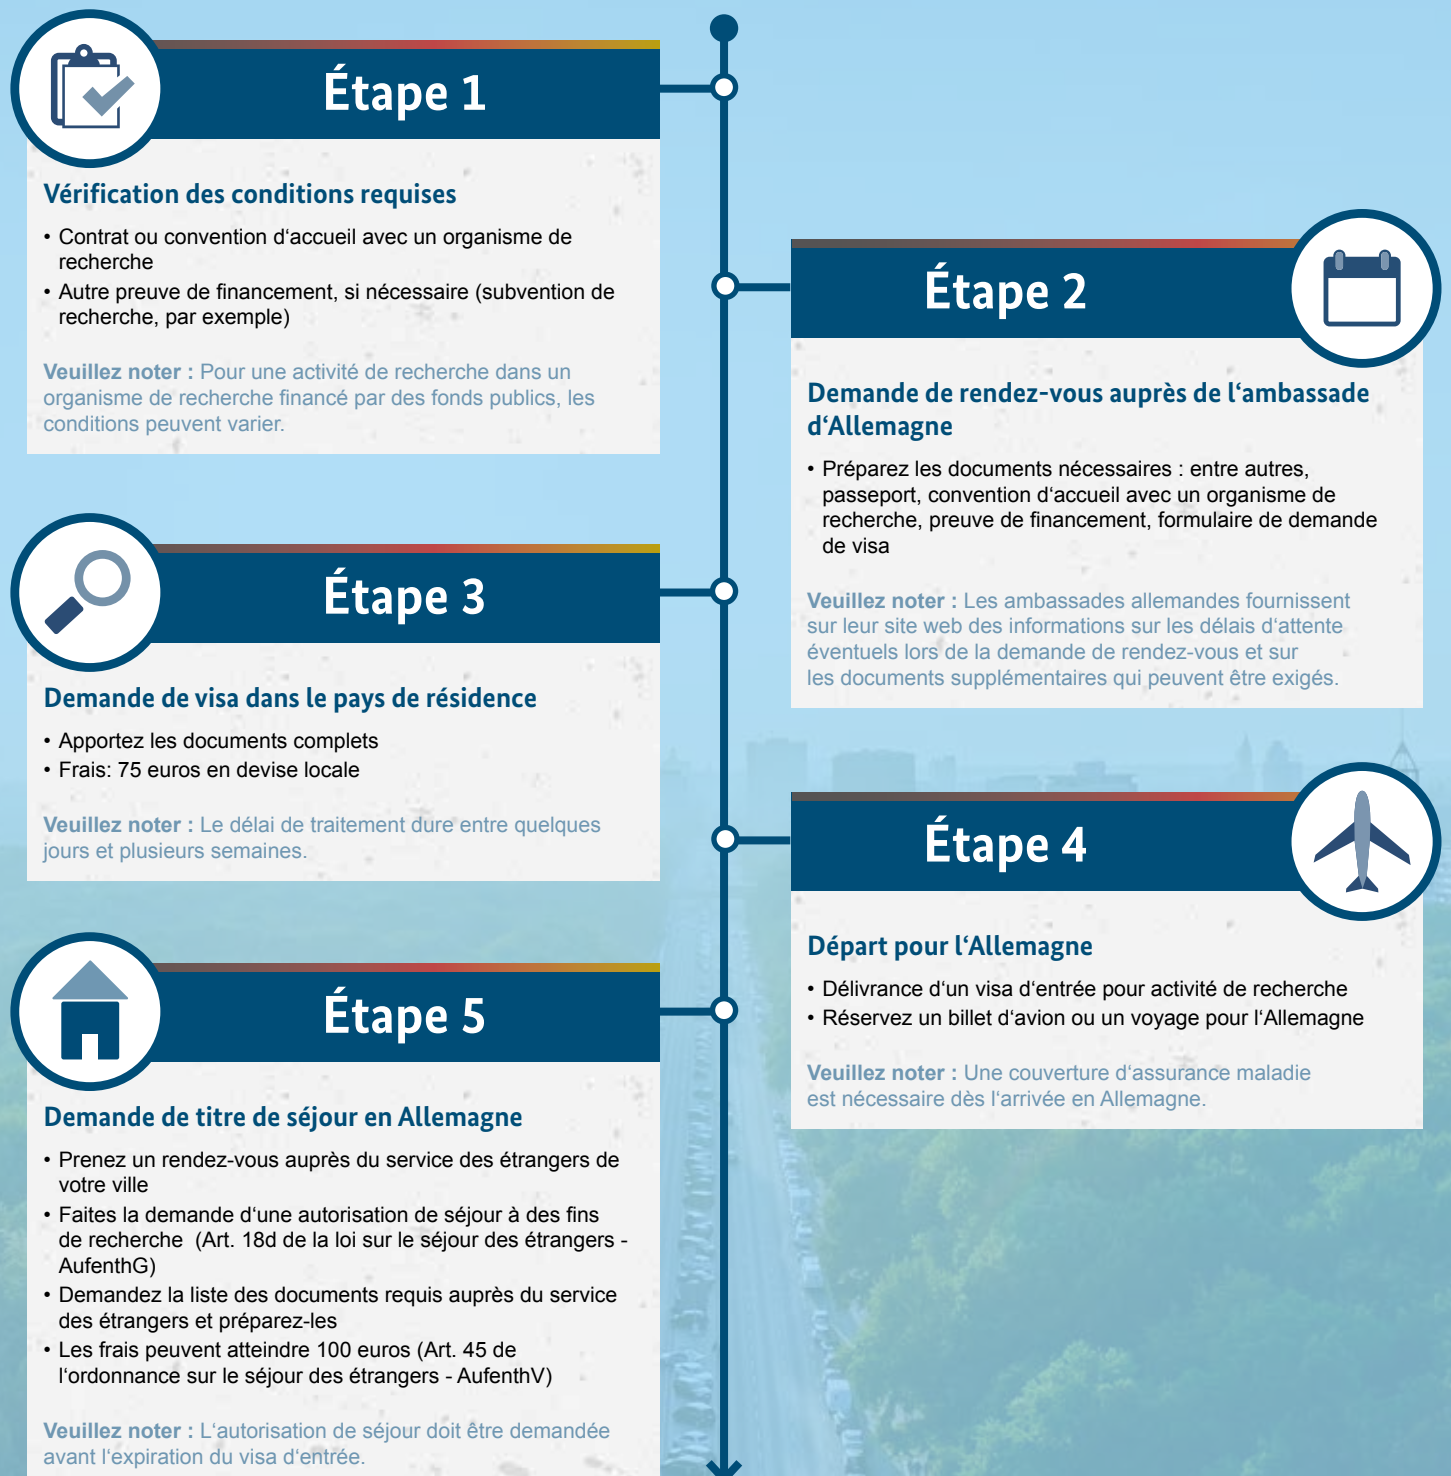 Étape 1
Vérification des conditions requises
• Contrat ou convention d‘accueil avec un organisme de
recherche
• Autre preuve de financement, si nécessaire (subvention de
recherche, par exemple)
Veuillez noter : Pour une activité de recherche dans un
organisme de recherche financé par des fonds publics, les
conditions peuvent varier.
Étape 2
Demande de rendez-vous auprès de l‘ambassade
d‘Allemagne
• Préparez les documents nécessaires : entre autres,
passeport, convention d‘accueil avec un organisme de
recherche, preuve de financement, formulaire de demande
de visa
Veuillez noter : Les ambassades allemandes fournissent
sur leur site web des informations sur les délais d‘attente
éventuels lors de la demande de rendez-vous et sur
les documents supplémentaires qui peuvent être exigés.
Étape 3
Demande de visa dans le pays de résidence
• Apportez les documents complets
• Frais: 75 euros en devise locale
Veuillez noter : Le délai de traitement dure entre quelques
jours et plusieurs semaines.
Étape 4
Départ pour l‘Allemagne
• Délivrance d‘un visa d‘entrée pour activité de recherche
• Réservez un billet d‘avion ou un voyage pour l‘Allemagne
Veuillez noter : Une couverture d‘assurance maladie
est nécessaire dès l‘arrivée en Allemagne.
Étape 5
Demande de titre de séjour en Allemagne
• Prenez un rendez-vous auprès du service des étrangers de
votre ville
• Faites la demande d‘une autorisation de séjour à des fins
de recherche  (Art. 18d de la loi sur le séjour des étrangers -
AufenthG)
• Demandez la liste des documents requis auprès du service
des étrangers et préparez-les
• Les frais peuvent atteindre 100 euros (Art. 45 de
l‘ordonnance sur le séjour des étrangers - AufenthV)
Veuillez noter : L‘autorisation de séjour doit être demandée
avant l‘expiration du visa d‘entrée.